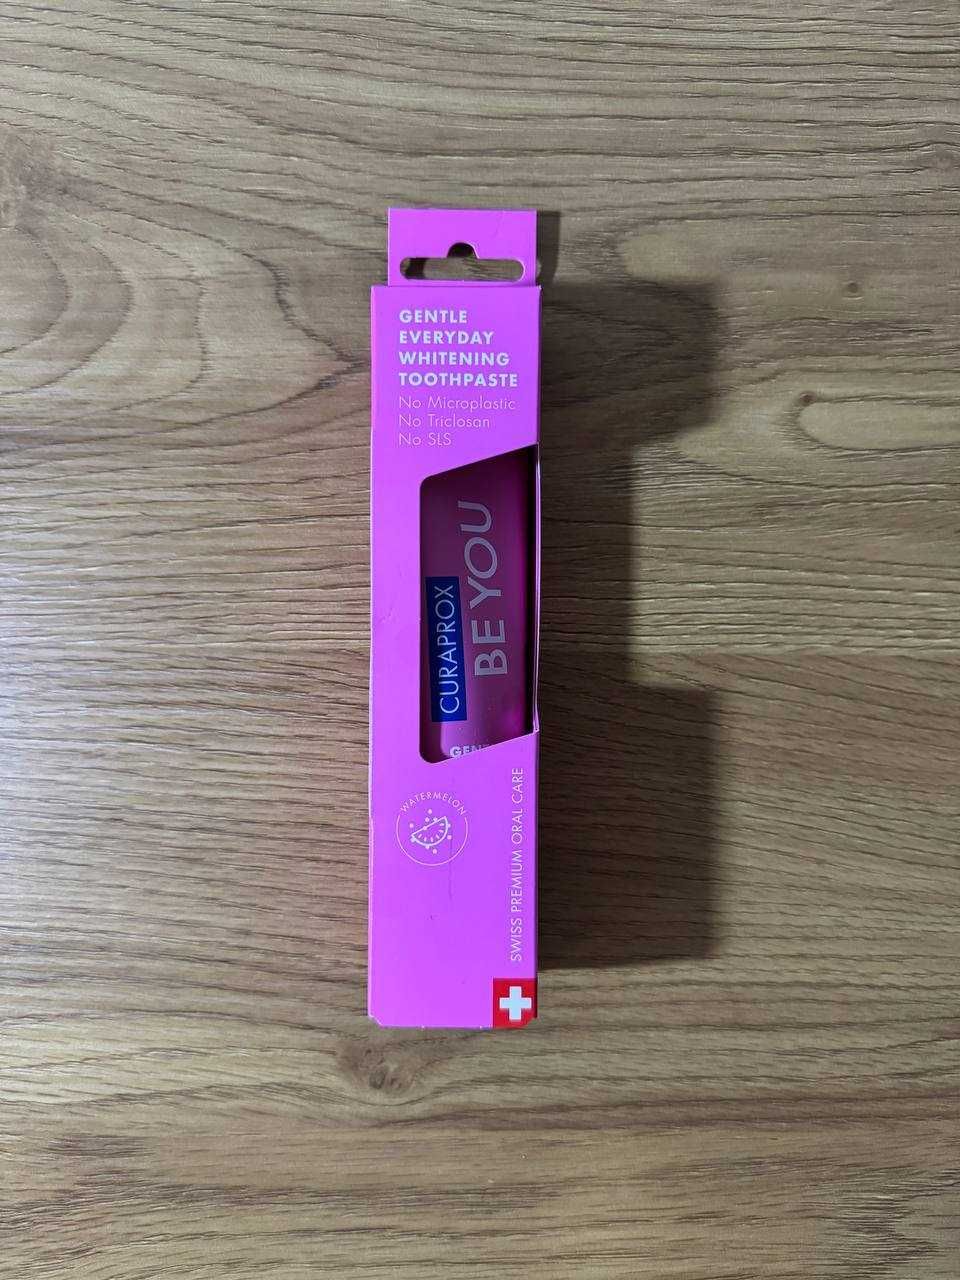 GENTLE
EVERYDAY
WHITENING
TOOTHPASTE
No Microplastic
No Triclosan
No SLS
CURAPROX
BE YOU
WATERMELON
SWISS PREMIUM ORAL CARE